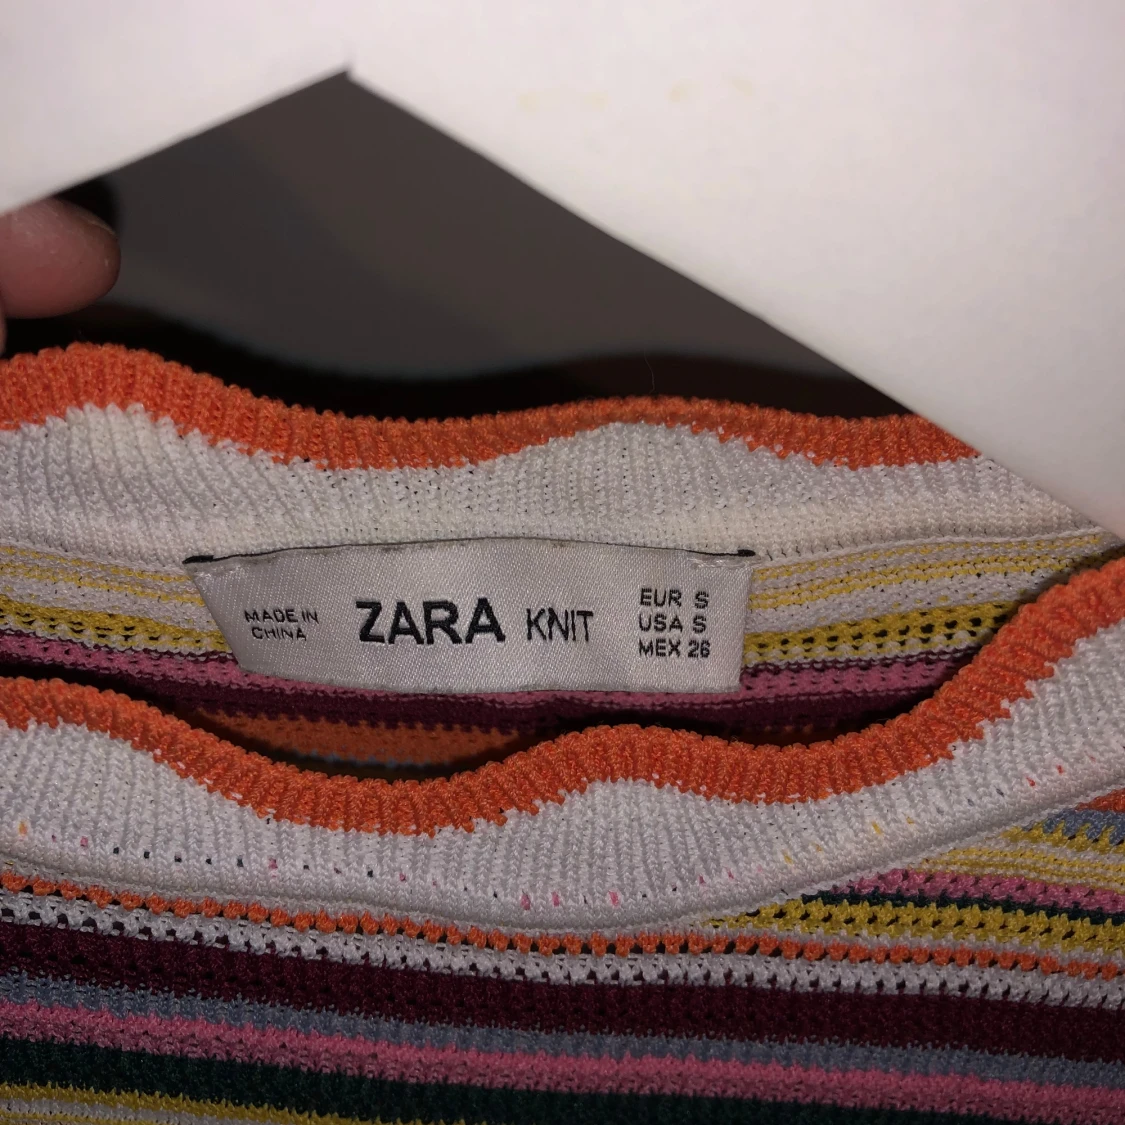 MADE IN
CHINA
ZARA KNIT
EUR S
USA S
MEX 26